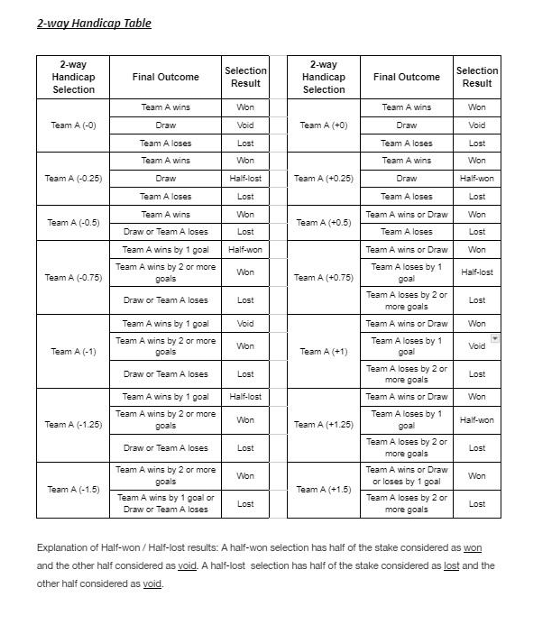 2-way Handicap Table
2-way Handicap Selection | Final Outcome | Selection Result
Team A (-0) | Team A wins | Won
Draw | Void
Team A loses | Lost
Team A (-0.25) | Team A wins | Won
Draw | Half-lost
Team A loses | Lost
Team A (-0.5) | Team A wins | Won
Draw or Team A loses | Lost
Team A (-0.75) | Team A wins by 1 goal | Half-won
Team A wins by 2 or more goals | Won
Draw or Team A loses | Lost
Team A (-1) | Team A wins by 1 goal | Void
Team A wins by 2 or more goals | Won
Draw or Team A loses | Lost
Team A (-1.25) | Team A wins by 1 goal | Half-lost
Team A wins by 2 or more goals | Won
Draw or Team A loses | Lost
Team A (-1.5) | Team A wins by 2 or more goals | Won
Team A wins by 1 goal or Draw or Team A loses | Lost
2-way Handicap Selection | Final Outcome | Selection Result
Team A (+0) | Team A wins | Won
Draw | Void
Team A loses | Lost
Team A (+0.25) | Team A wins | Won
Draw | Half-won
Team A loses | Lost
Team A (+0.5) | Team A wins or Draw | Won
Team A loses | Lost
Team A (+0.75) | Team A wins or Draw | Won
Team A loses by 1 goal | Half-lost
Team A loses by 2 or more goals | Lost
Team A (+1) | Team A wins or Draw | Won
Team A loses by 1 goal | Void
Team A loses by 2 or more goals | Lost
Team A (+1.25) | Team A wins or Draw | Won
Team A loses by 1 goal | Half-won
Team A loses by 2 or more goals | Lost
Team A (+1.5) | Team A wins or Draw or loses by 1 goal | Won
Team A loses by 2 or more goals | Lost
Explanation of Half-won / Half-lost results: A half-won selection has half of the stake considered as won
and the other half considered as void. A half-lost selection has half of the stake considered as lost and the
other half considered as void.